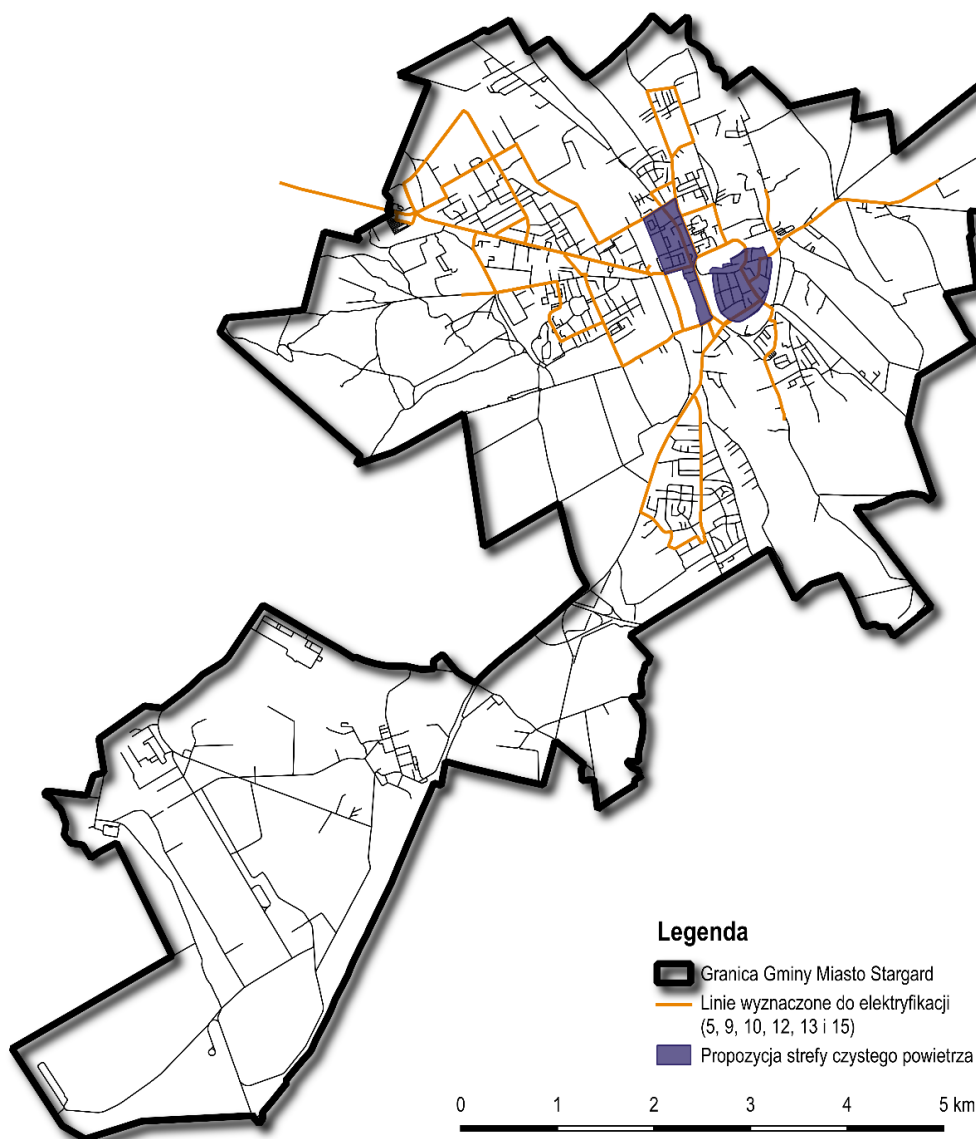 Legenda
Granica Gminy Miasto Stargard
Linie wyznaczone do elektryfikacji
(5, 9, 10, 12, 13 i 15)
Propozycja strefy czystego powietrza
0 1 2 3 4 5 km